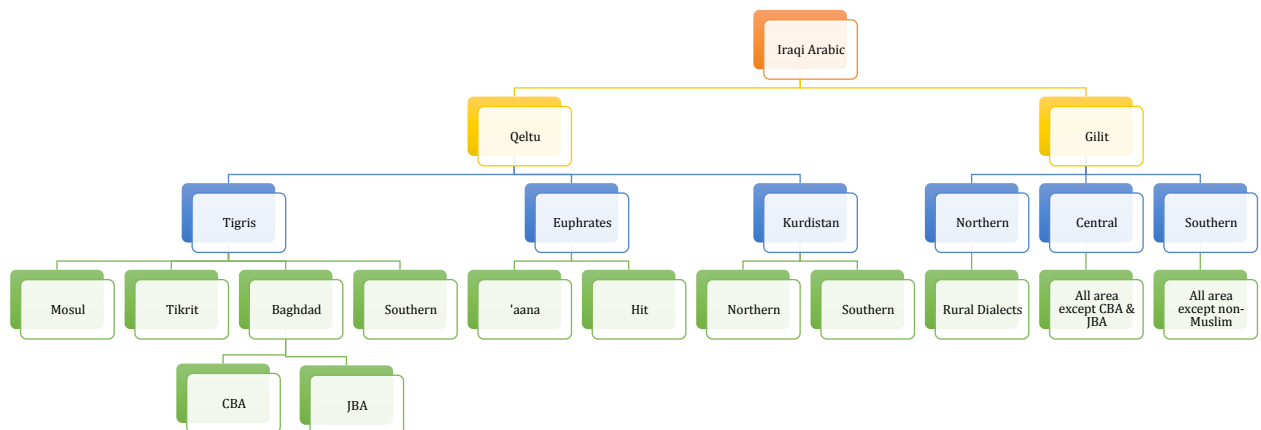 Iraqi Arabic
Qeltu
Gilit
Tigris
Euphrates
Kurdistan
Northern
Central
Southern
Mosul
Tikrit
Baghdad
Southern
'aana
Hit
Northern
Southern
Rural Dialects
All area
except CBA &
JBA
All area
except non-
Muslim
CBA
JBA